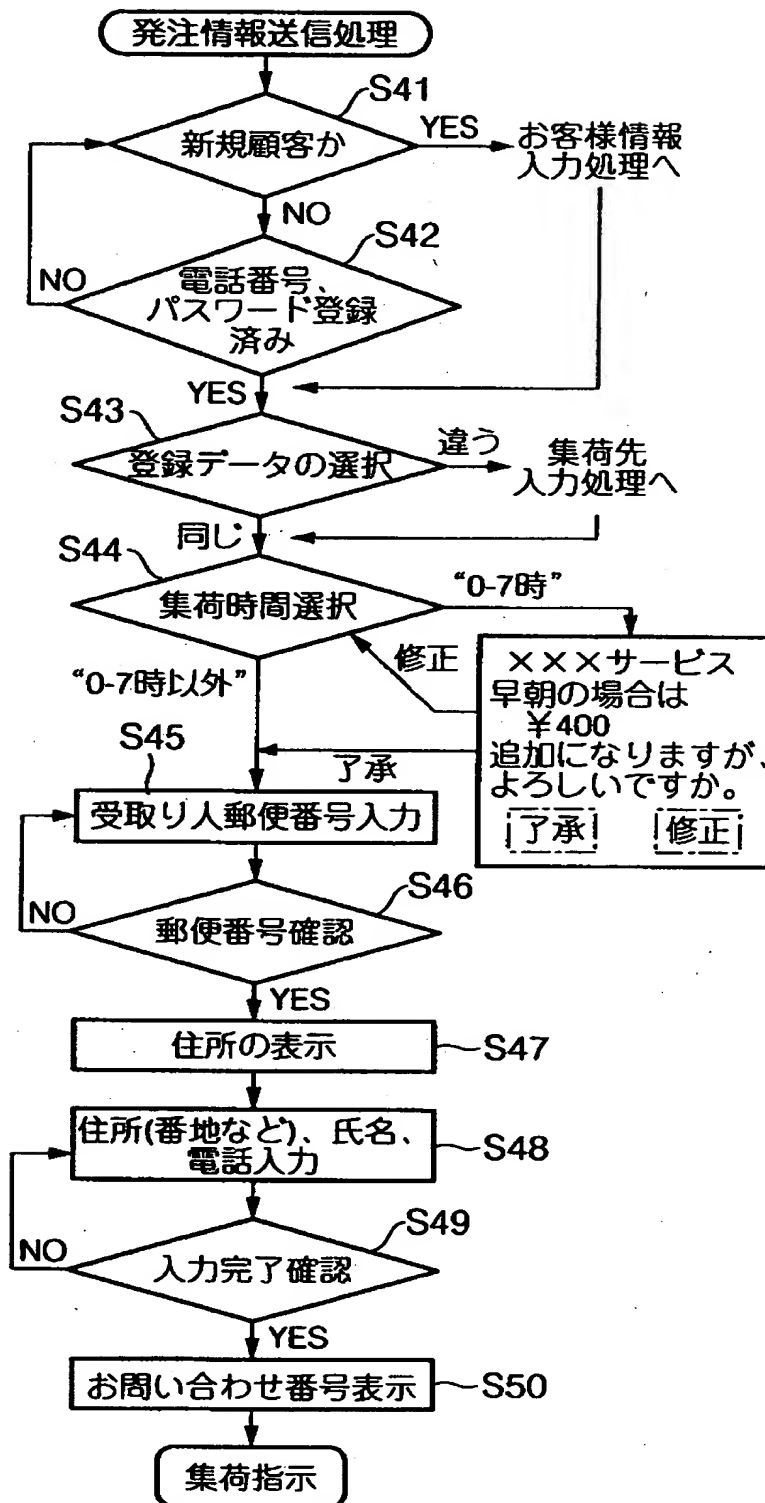 発注情報送信処理
S41
新規顧客か
YES
お客様情報
入力処理へ
NO
S42
NO
電話番号、
パスワード登録
済み
YES
S43
登録データの選択
違う
集荷先
入力処理へ
同じ
S44
集荷時間選択
“0-7時”
修正
“0-7時以外”
×××サービス
早朝の場合は
¥400
追加になりますが、
よろしいですか。
了承
修正
了承
S45
受取り人郵便番号入力
S46
NO
郵便番号確認
YES
住所の表示
S47
住所(番地など)、氏名、
電話入力
S48
S49
NO
入力完了確認
YES
お問い合わせ番号表示
S50
集荷指示